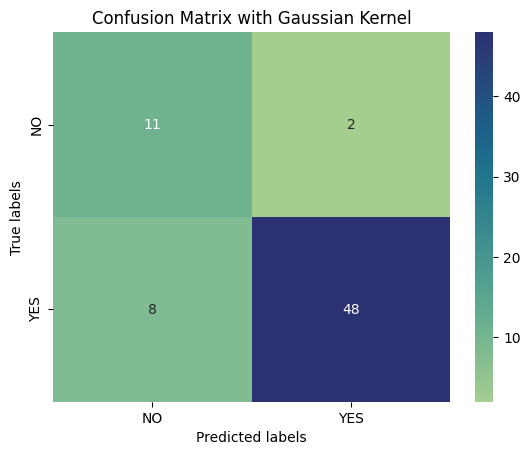 Confusion Matrix with Gaussian Kernel
True labels
NO
YES
11
2
8
48
NO
YES
Predicted labels
40
30
20
10